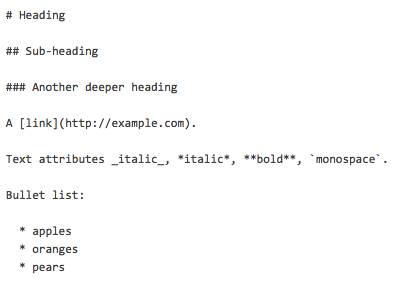 # Heading
## Sub-heading
### Another deeper heading
A [link](http://example.com).
Text attributes _italic_, *italic*, **bold**, `monospace`.
Bullet list:
* apples
* oranges
* pears